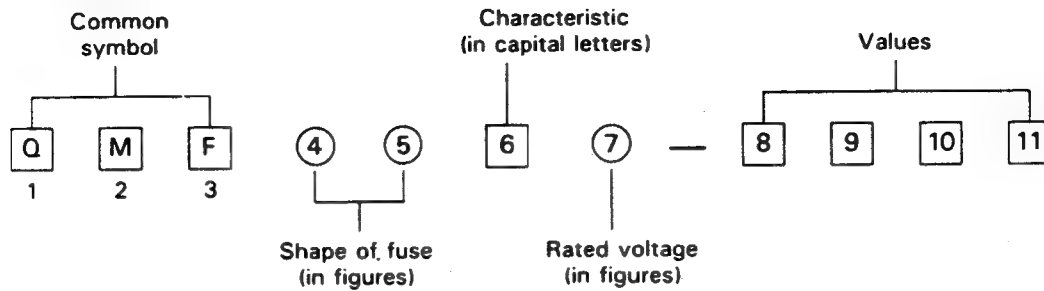 Common
symbol
Characteristic
(in capital letters)
Values
Q M F 4 5 6 7 — 8 9 10 11
1 2 3
Shape of fuse
(in figures)
Rated voltage
(in figures)